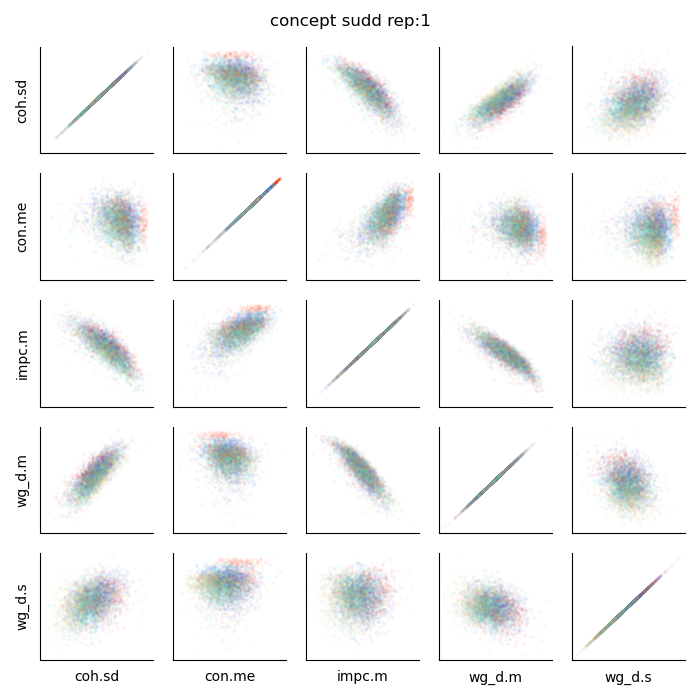 concept sudd rep:1
coh.sd
con.me
impc.m
wg_d.m
wg_d.s
coh.sd
con.me
impc.m
wg_d.m
wg_d.s